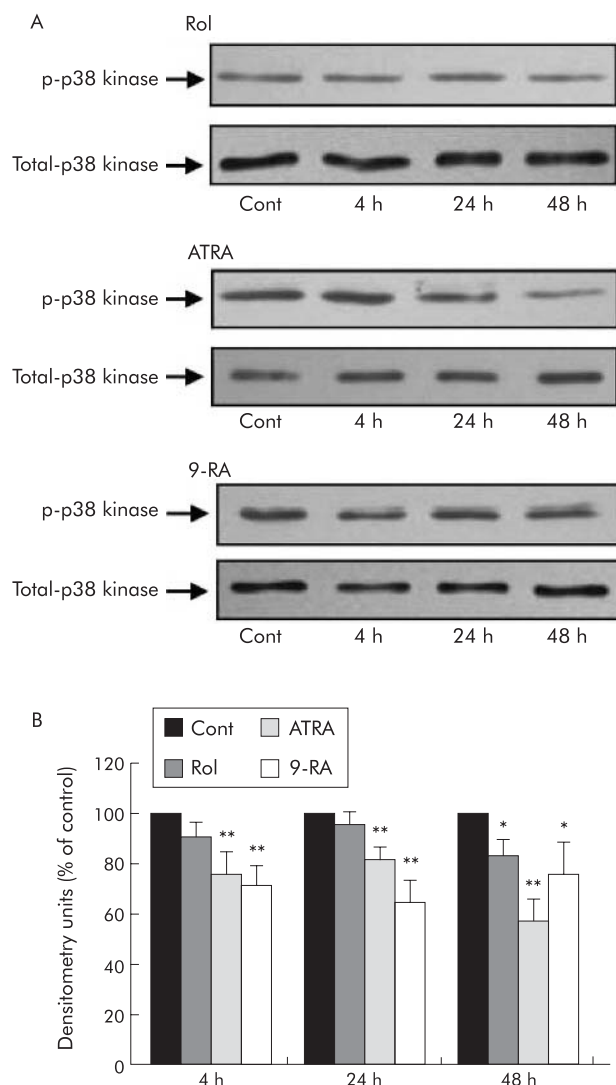 A
Rol
p-p38 kinase
Total-p38 kinase
Cont 4 h 24 h 48 h
ATRA
p-p38 kinase
Total-p38 kinase
Cont 4 h 24 h 48 h
9-RA
p-p38 kinase
Total-p38 kinase
Cont 4 h 24 h 48 h
B
Cont ATRA
Rol 9-RA
Densitometry units (% of control)
120
100
80
60
40
20
0
** **
** **
* ** *
4 h 24 h 48 h